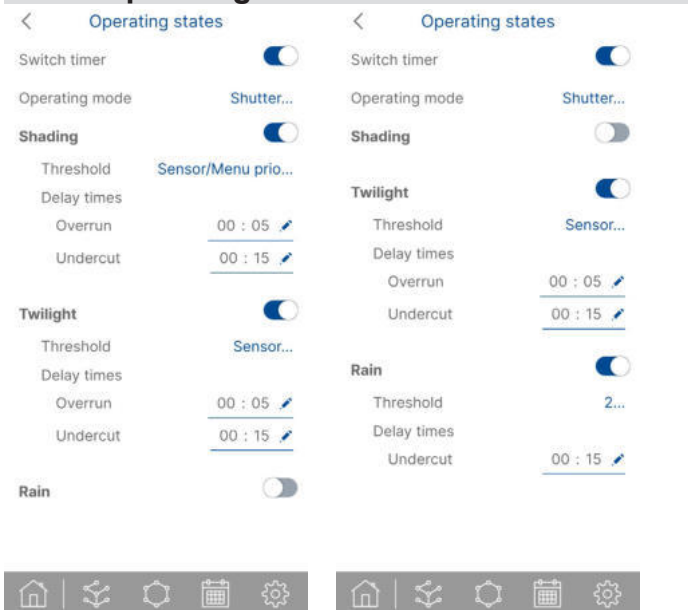 Operating states
Switch timer
Operating mode Shutter...
Shading
Threshold Sensor/Menu prio...
Delay times
Overrun 00 : 05
Undercut 00 : 15
Twilight
Threshold Sensor...
Delay times
Overrun 00 : 05
Undercut 00 : 15
Rain
Operating states
Switch timer
Operating mode Shutter...
Shading
Twilight
Threshold Sensor...
Delay times
Overrun 00 : 05
Undercut 00 : 15
Rain
Threshold 2...
Delay times
Undercut 00 : 15